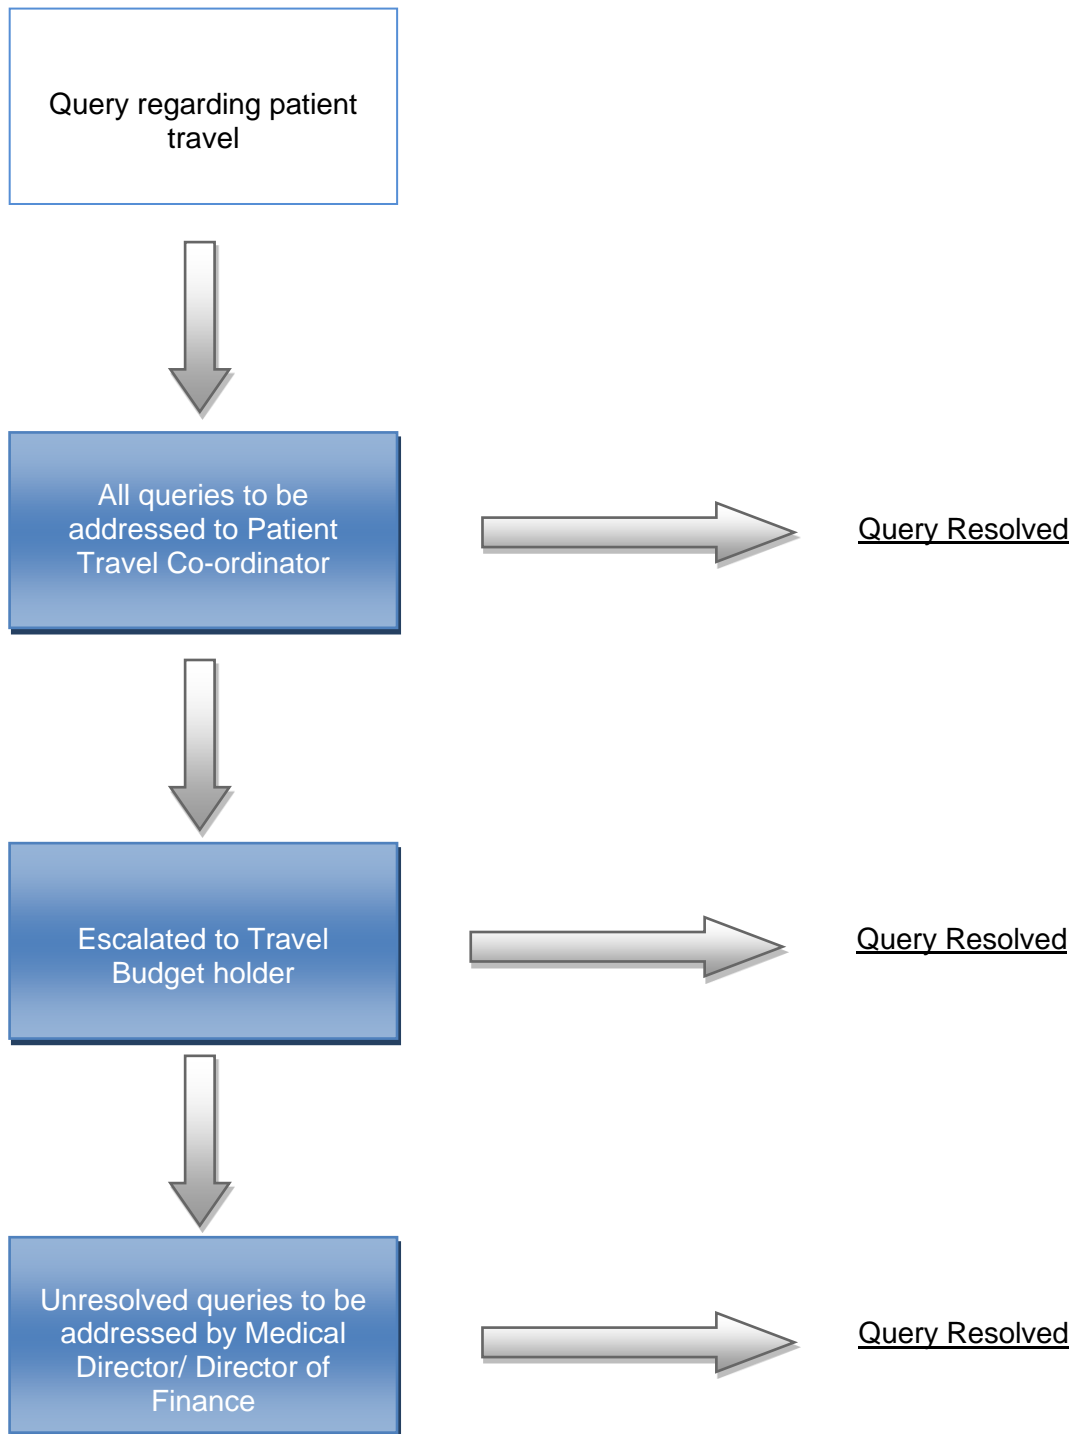 Query regarding patient
travel
All queries to be
addressed to Patient
Travel Co-ordinator
Query Resolved
Escalated to Travel
Budget holder
Query Resolved
Unresolved queries to be
addressed by Medical
Director/ Director of
Finance
Query Resolved